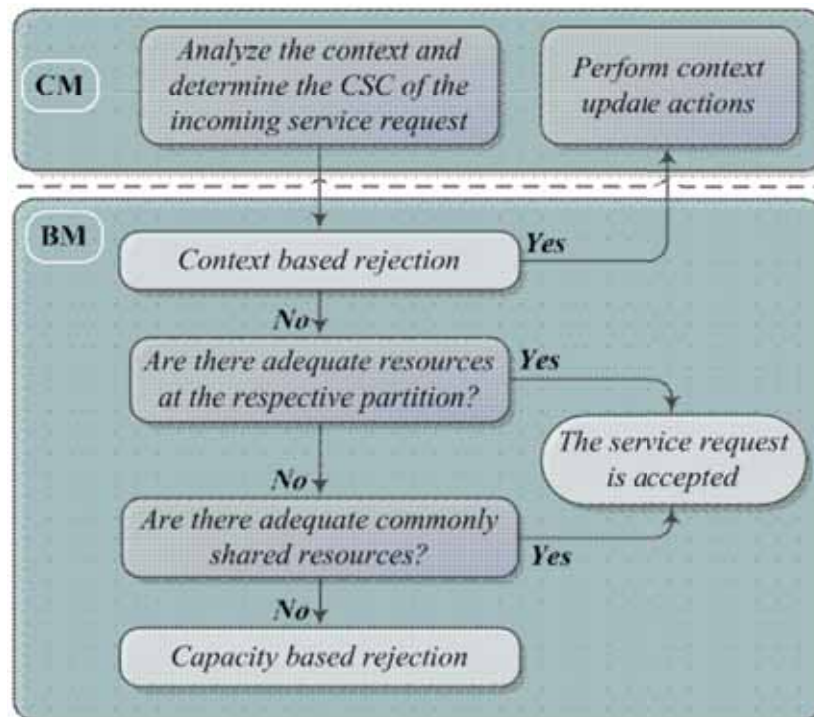 CM
Analyze the context and
determine the CSC of the
incoming service request
Perform context
update actions
BM
Context based rejection
Yes
No
Are there adequate resources
at the respective partition?
Yes
The service request
is accepted
No
Are there adequate commonly
shared resources?
Yes
No
Capacity based rejection